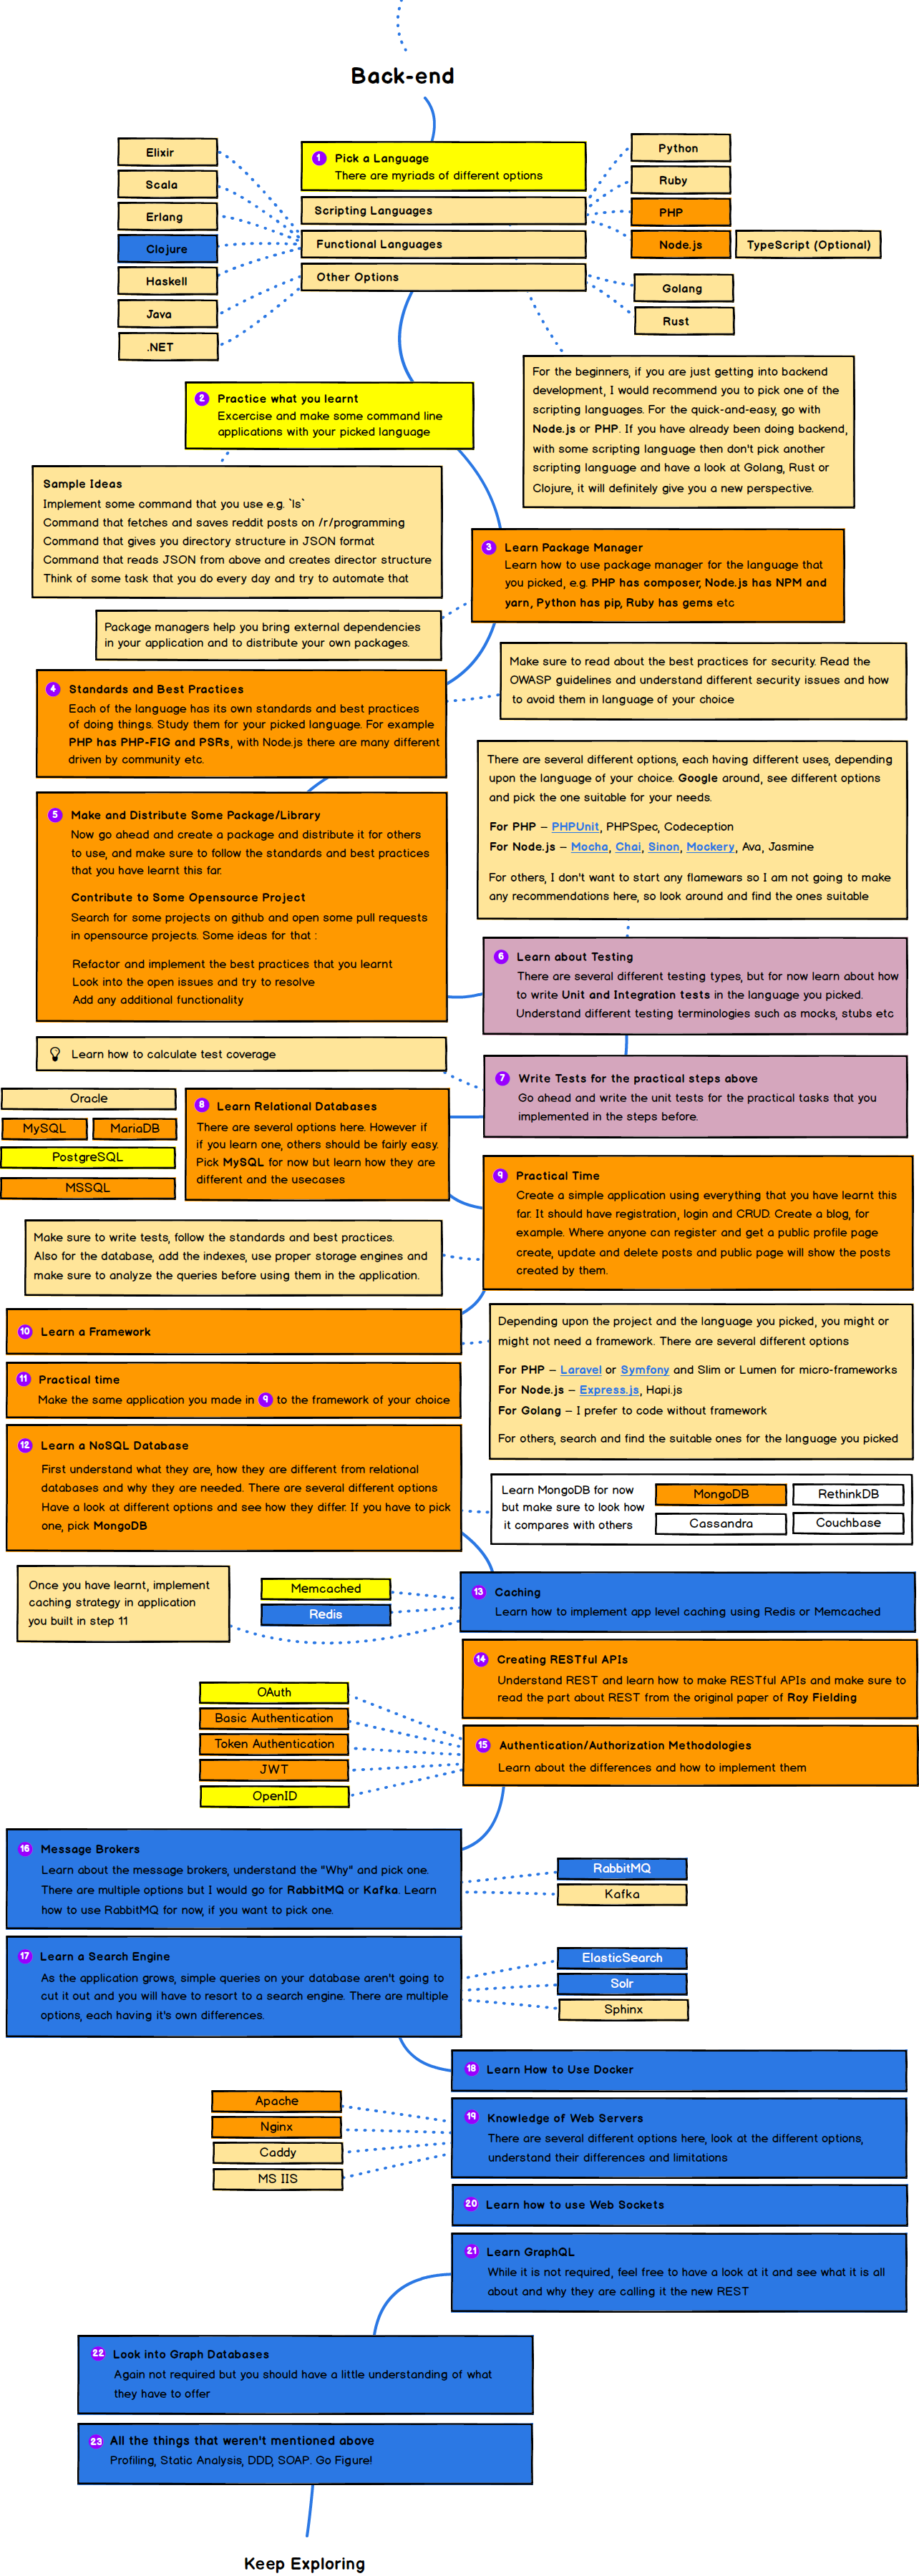 Back-end
1 Pick a Language
There are myriads of different options
Scripting Languages
Functional Languages
Other Options
Elixir
Scala
Erlang
Clojure
Haskell
Java
.NET
Python
Ruby
PHP
Node.js
TypeScript (Optional)
Golang
Rust
For the beginners, if you are just getting into backend
development, I would recommend you to pick one of the
scripting languages. For the quick-and-easy, go with
Node.js or PHP. If you have already been doing backend,
with some scripting language then don't pick another
scripting language and have a look at Golang, Rust or
Clojure, it will definitely give you a new perspective.
2 Practice what you learnt
Excercise and make some command line
applications with your picked language
Sample Ideas
Implement some command that you use e.g. `ls`
Command that fetches and saves reddit posts on /r/programming
Command that gives you directory structure in JSON format
Command that reads JSON from above and creates director structure
Think of some task that you do every day and try to automate that
3 Learn Package Manager
Learn how to use package manager for the language that
you picked, e.g. PHP has composer, Node.js has NPM and
yarn, Python has pip, Ruby has gems etc
Package managers help you bring external dependencies
in your application and to distribute your own packages.
4 Standards and Best Practices
Each of the language has its own standards and best practices
of doing things. Study them for your picked language. For example
PHP has PHP-FIG and PSRs, with Node.js there are many different
driven by community etc.
Make sure to read about the best practices for security. Read the
OWASP guidelines and understand different security issues and how
to avoid them in language of your choice
5 Make and Distribute Some Package/Library
Now go ahead and create a package and distribute it for others
to use, and make sure to follow the standards and best practices
that you have learnt this far.
Contribute to Some Opensource Project
Search for some projects on github and open some pull requests
in opensource projects. Some ideas for that :
Refactor and implement the best practices that you learnt
Look into the open issues and try to resolve
Add any additional functionality
There are several different options, each having different uses, depending
upon the language of your choice. Google around, see different options
and pick the one suitable for your needs.
For PHP – PHPUnit, PHPSpec, Codeception
For Node.js – Mocha, Chai, Sinon, Mockery, Ava, Jasmine
For others, I don't want to start any flamewars so I am not going to make
any recommendations here, so look around and find the ones suitable
6 Learn about Testing
There are several different testing types, but for now learn about how
to write Unit and Integration tests in the language you picked.
Understand different testing terminologies such as mocks, stubs etc
Learn how to calculate test coverage
7 Write Tests for the practical steps above
Go ahead and write the unit tests for the practical tasks that you
implemented in the steps before.
Oracle
MySQL
MariaDB
PostgreSQL
MSSQL
8 Learn Relational Databases
There are several options here. However if
if you learn one, others should be fairly easy.
Pick MySQL for now but learn how they are
different and the usecases
9 Practical Time
Create a simple application using everything that you have learnt this
far. It should have registration, login and CRUD. Create a blog, for
example. Where anyone can register and get a public profile page
create, update and delete posts and public page will show the posts
created by them.
Make sure to write tests, follow the standards and best practices.
Also for the database, add the indexes, use proper storage engines and
make sure to analyze the queries before using them in the application.
10 Learn a Framework
Depending upon the project and the language you picked, you might or
might not need a framework. There are several different options
For PHP – Laravel or Symfony and Slim or Lumen for micro-frameworks
For Node.js – Express.js, Hapi.js
For Golang – I prefer to code without framework
For others, search and find the suitable ones for the language you picked
11 Practical time
Make the same application you made in 9 to the framework of your choice
12 Learn a NoSQL Database
First understand what they are, how they are different from relational
databases and why they are needed. There are several different options
Have a look at different options and see how they differ. If you have to pick
one, pick MongoDB
Learn MongoDB for now
but make sure to look how
it compares with others
MongoDB
RethinkDB
Cassandra
Couchbase
Once you have learnt, implement
caching strategy in application
you built in step 11
Memcached
Redis
13 Caching
Learn how to implement app level caching using Redis or Memcached
14 Creating RESTful APIs
Understand REST and learn how to make RESTful APIs and make sure to
read the part about REST from the original paper of Roy Fielding
OAuth
Basic Authentication
Token Authentication
JWT
OpenID
15 Authentication/Authorization Methodologies
Learn about the differences and how to implement them
16 Message Brokers
Learn about the message brokers, understand the "Why" and pick one.
There are multiple options but I would go for RabbitMQ or Kafka. Learn
how to use RabbitMQ for now, if you want to pick one.
RabbitMQ
Kafka
17 Learn a Search Engine
As the application grows, simple queries on your database aren't going to
cut it out and you will have to resort to a search engine. There are multiple
options, each having it's own differences.
ElasticSearch
Solr
Sphinx
18 Learn How to Use Docker
Apache
Nginx
Caddy
MS IIS
19 Knowledge of Web Servers
There are several different options here, look at the different options,
understand their differences and limitations
20 Learn how to use Web Sockets
21 Learn GraphQL
While it is not required, feel free to have a look at it and see what it is all
about and why they are calling it the new REST
22 Look into Graph Databases
Again not required but you should have a little understanding of what
they have to offer
23 All the things that weren't mentioned above
Profiling, Static Analysis, DDD, SOAP. Go Figure!
Keep Exploring